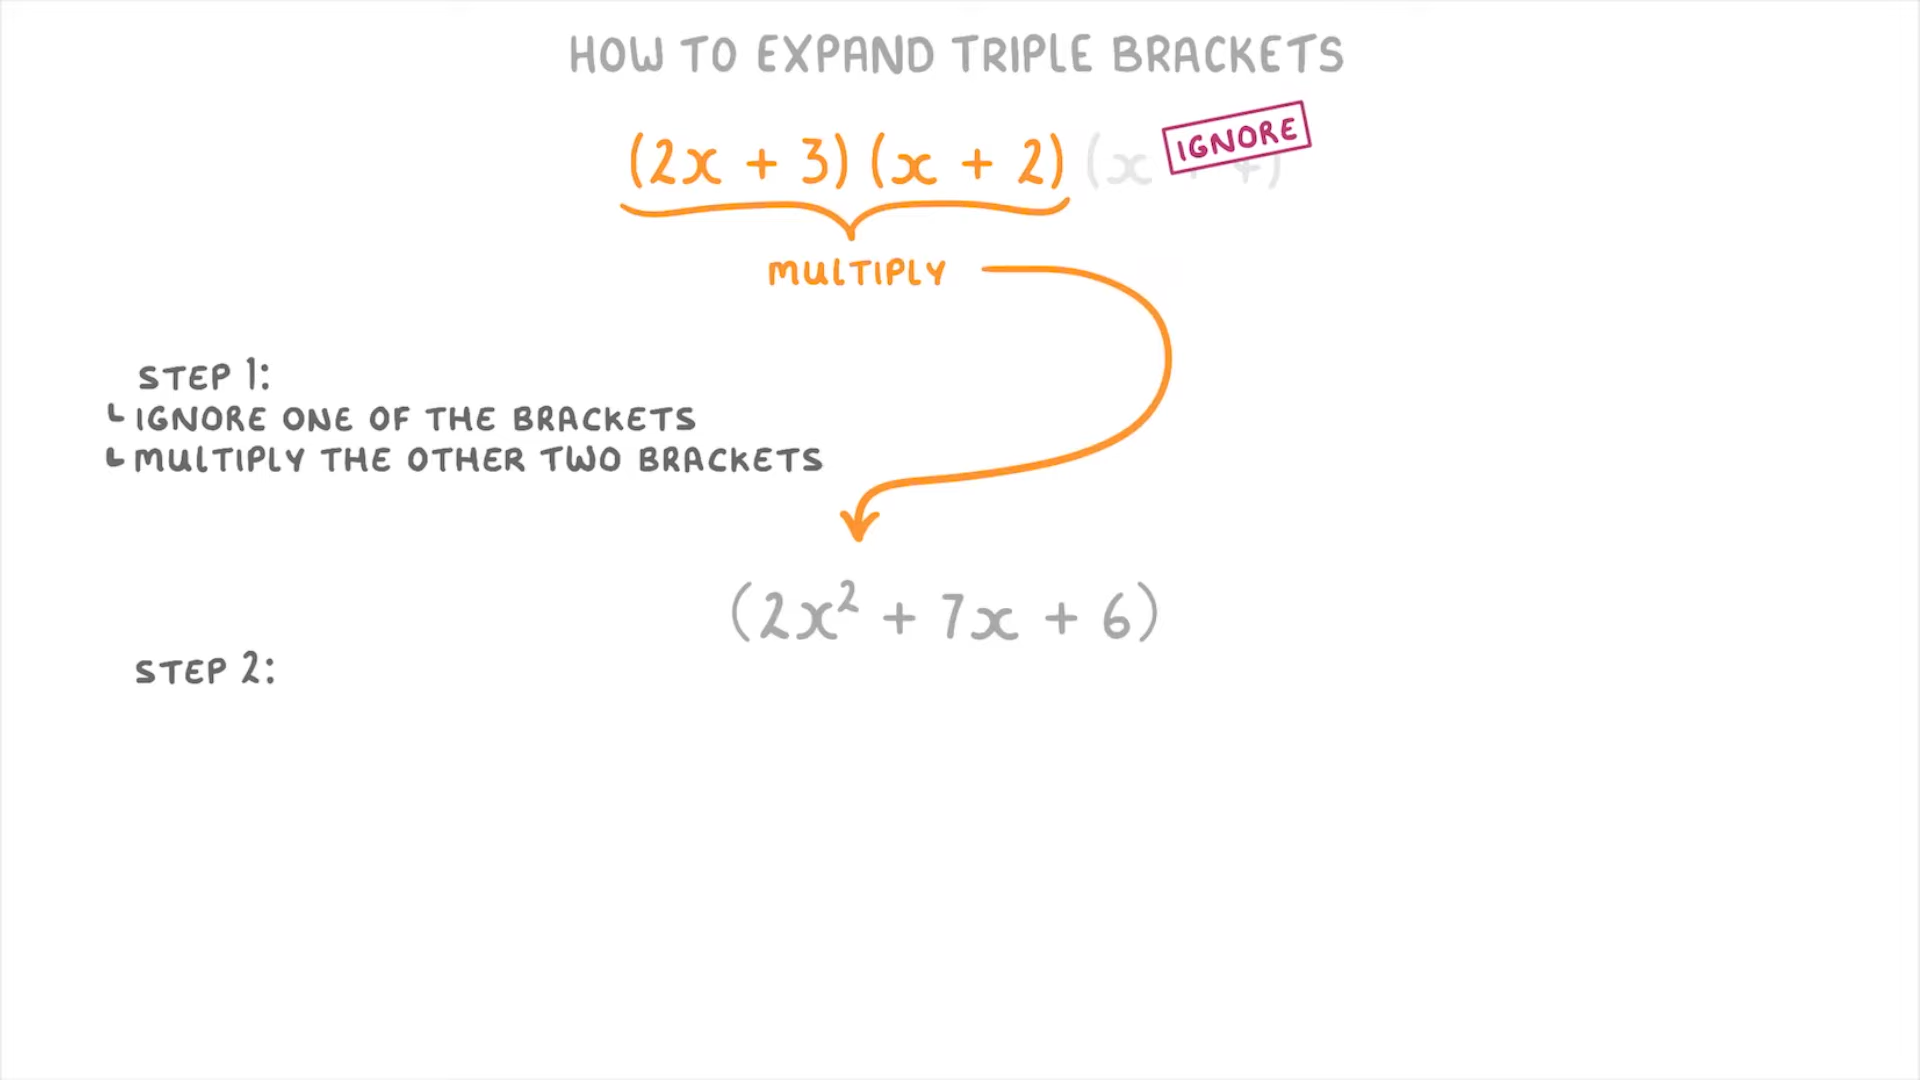 HOW TO EXPAND TRIPLE BRACKETS
(2x + 3) (x + 2) (x
IGNORE
MULTIPLY
STEP 1:
IGNORE ONE OF THE BRACKETS
MULTIPLY THE OTHER TWO BRACKETS
(2x² + 7x + 6)
STEP 2: